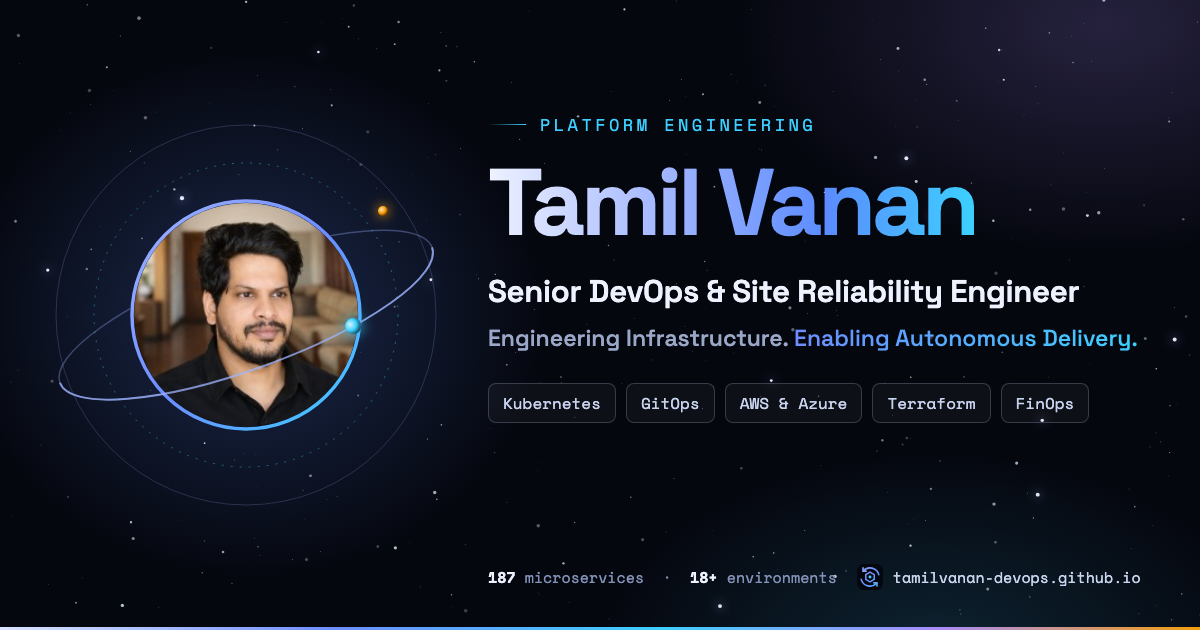 PLATFORM ENGINEERING
Tamil Vanan
Senior DevOps & Site Reliability Engineer
Engineering Infrastructure. Enabling Autonomous Delivery.
Kubernetes GitOps AWS & Azure Terraform FinOps
187 microservices · 18+ environments tamilvanan-devops.github.io